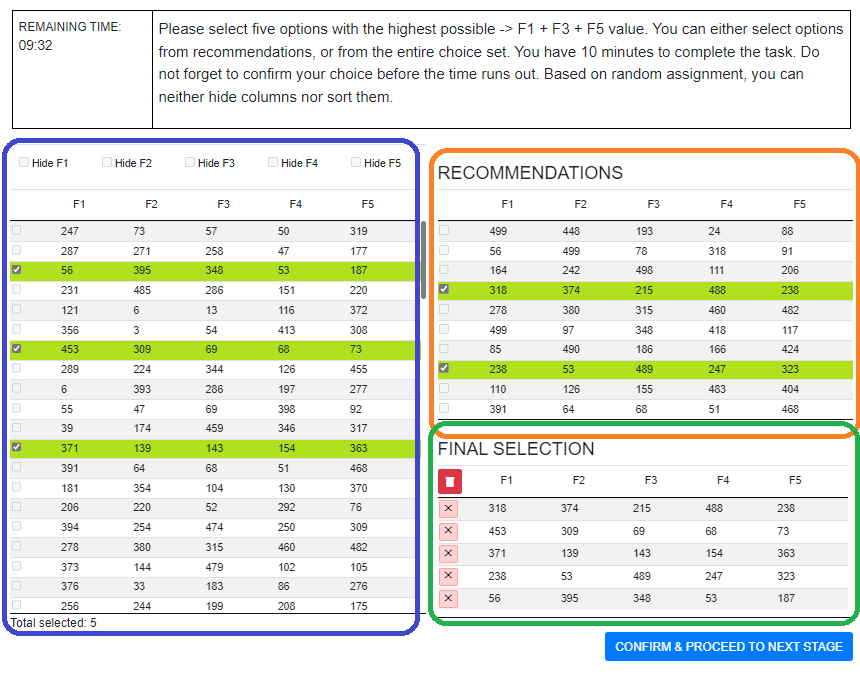 REMAINING TIME:
09:32
Please select five options with the highest possible -> F1 + F3 + F5 value. You can either select options
from recommendations, or from the entire choice set. You have 10 minutes to complete the task. Do
not forget to confirm your choice before the time runs out. Based on random assignment, you can
neither hide columns nor sort them.
Hide F1 Hide F2 Hide F3 Hide F4 Hide F5
F1 F2 F3 F4 F5
247 73 57 50 319
287 271 258 47 177
56 395 348 53 187
231 485 286 151 220
121 6 13 116 372
356 3 54 413 308
453 309 69 68 73
289 224 344 126 455
6 393 286 197 277
55 47 69 398 92
39 174 459 346 317
371 139 143 154 363
391 64 68 51 468
181 354 104 130 370
206 220 52 292 76
394 254 474 250 309
278 380 315 460 482
373 144 479 102 105
376 33 183 86 276
256 244 199 208 175
Total selected: 5
RECOMMENDATIONS
F1 F2 F3 F4 F5
499 448 193 24 88
56 499 78 318 91
164 242 498 111 206
318 374 215 488 238
278 380 315 460 482
499 97 348 418 117
85 490 186 166 424
238 53 489 247 323
110 126 155 483 404
391 64 68 51 468
FINAL SELECTION
F1 F2 F3 F4 F5
318 374 215 488 238
453 309 69 68 73
371 139 143 154 363
238 53 489 247 323
56 395 348 53 187
CONFIRM & PROCEED TO NEXT STAGE